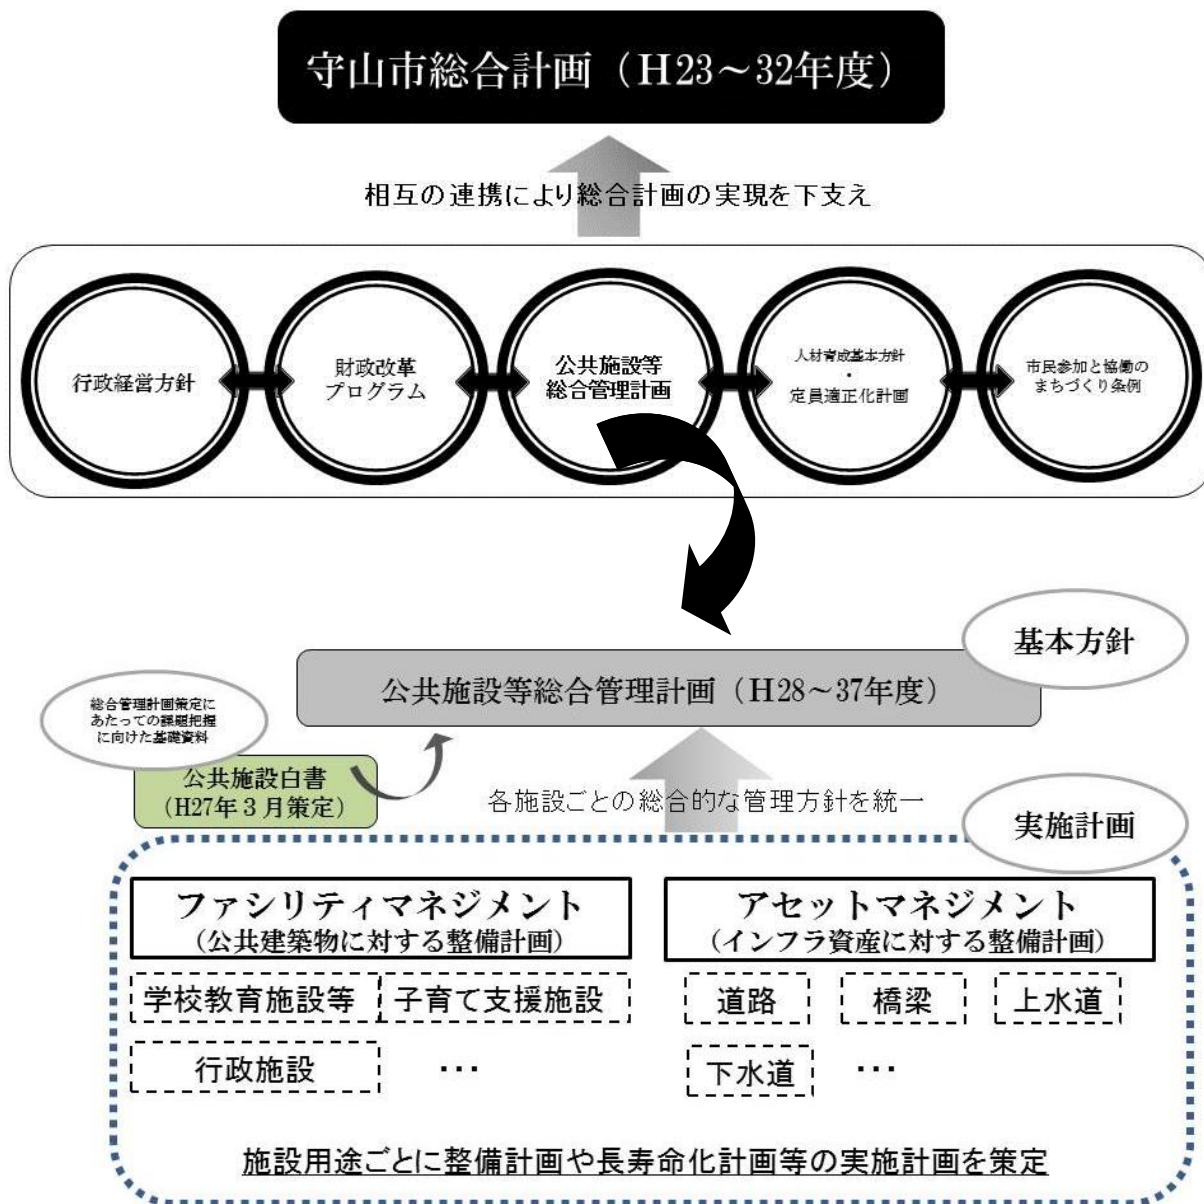 守山市総合計画（H23～32年度）
相互の連携により総合計画の実現を下支え
行政経営方針
財政改革
プログラム
公共施設等
総合管理計画
人材育成基本方針
・
定員適正化計画
市民参加と協働の
まちづくり条例
基本方針
公共施設等総合管理計画（H28～37年度）
総合管理計画策定に
あたっての課題把握
に向けた基礎資料
公共施設白書
（H27年３月策定）
各施設ごとの総合的な管理方針を統一
実施計画
ファシリティマネジメント
（公共建築物に対する整備計画）
アセットマネジメント
（インフラ資産に対する整備計画）
学校教育施設等
子育て支援施設
行政施設
…
道路
橋梁
上水道
下水道
…
施設用途ごとに整備計画や長寿命化計画等の実施計画を策定